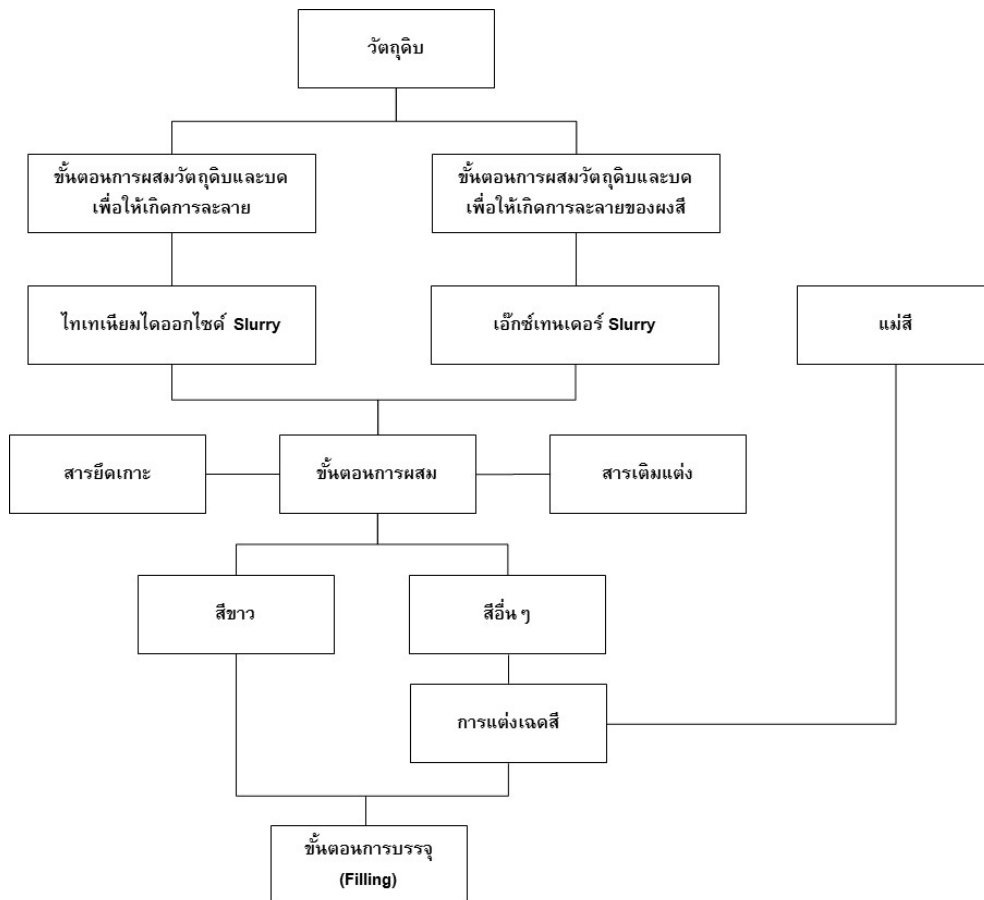 วัตถุดิบ
ขั้นตอนการผสมวัตถุดิบและบด
เพื่อให้เกิดการละลาย
ขั้นตอนการผสมวัตถุดิบและบด
เพื่อให้เกิดการละลายของผงสี
ไทเทเนียมไดออกไซด์ Slurry
เอ๊กซ์เทนเดอร์ Slurry
แม่สี
สารยึดเกาะ
ขั้นตอนการผสม
สารเติมแต่ง
สีขาว
สีอื่น ๆ
การแต่งเฉดสี
ขั้นตอนการบรรจุ
(Filling)